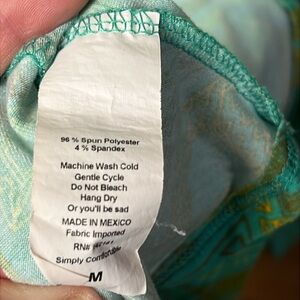 96 % Spun Polyester
4 % Spandex
Machine Wash Cold
Gentle Cycle
Do Not Bleach
Hang Dry
Or you'll be sad
MADE IN MEXICO
Fabric Imported
RN#
Simply
M